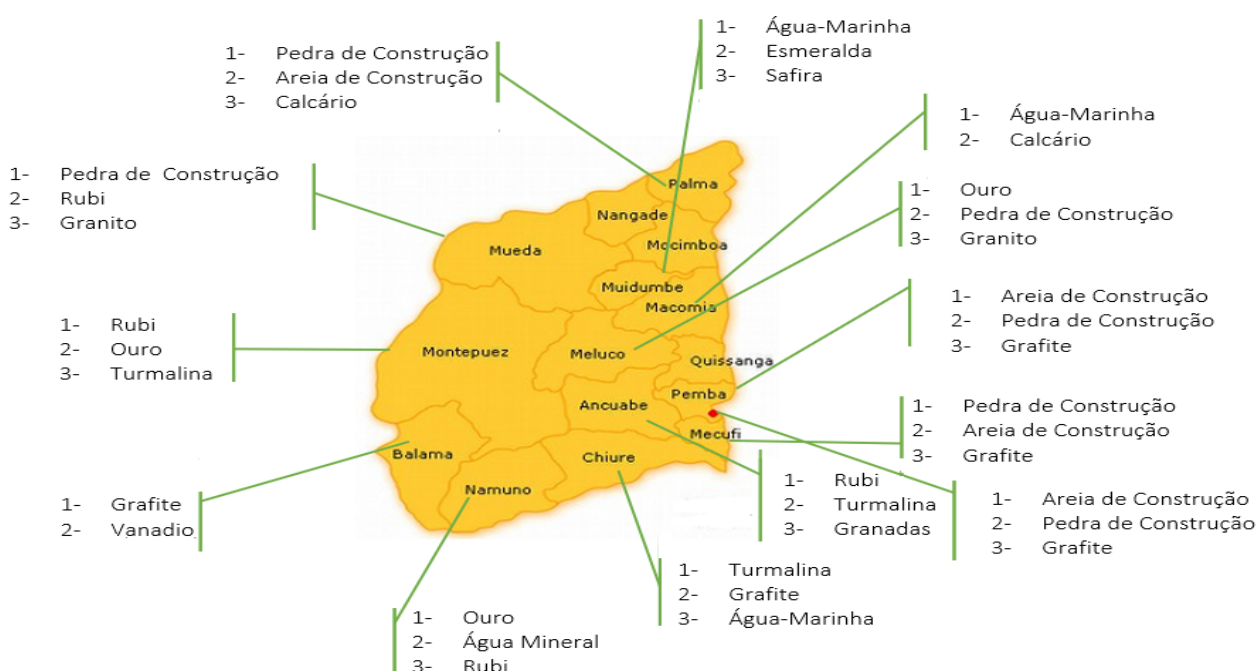 1- Água-Marinha
2- Esmeralda
3- Safira
1- Pedra de Construção
2- Areia de Construção
3- Calcário
1- Água-Marinha
2- Calcário
1- Pedra de Construção
2- Rubi
3- Granito
1- Ouro
2- Pedra de Construção
3- Granito
Palma
Nangade
Mocimboa
Mueda
Muidumbe
Macomia
Montepuez
Meluco
Quissanga
Pemba
Ancuabe
Mecufi
Balama
Chiure
Namuno
1- Areia de Construção
2- Pedra de Construção
3- Grafite
1- Rubi
2- Ouro
3- Turmalina
1- Pedra de Construção
2- Areia de Construção
3- Grafite
1- Rubi
2- Turmalina
3- Granadas
1- Areia de Construção
2- Pedra de Construção
3- Grafite
1- Grafite
2- Vanadio
1- Turmalina
2- Grafite
3- Água-Marinha
1- Ouro
2- Água Mineral
3- Rubi